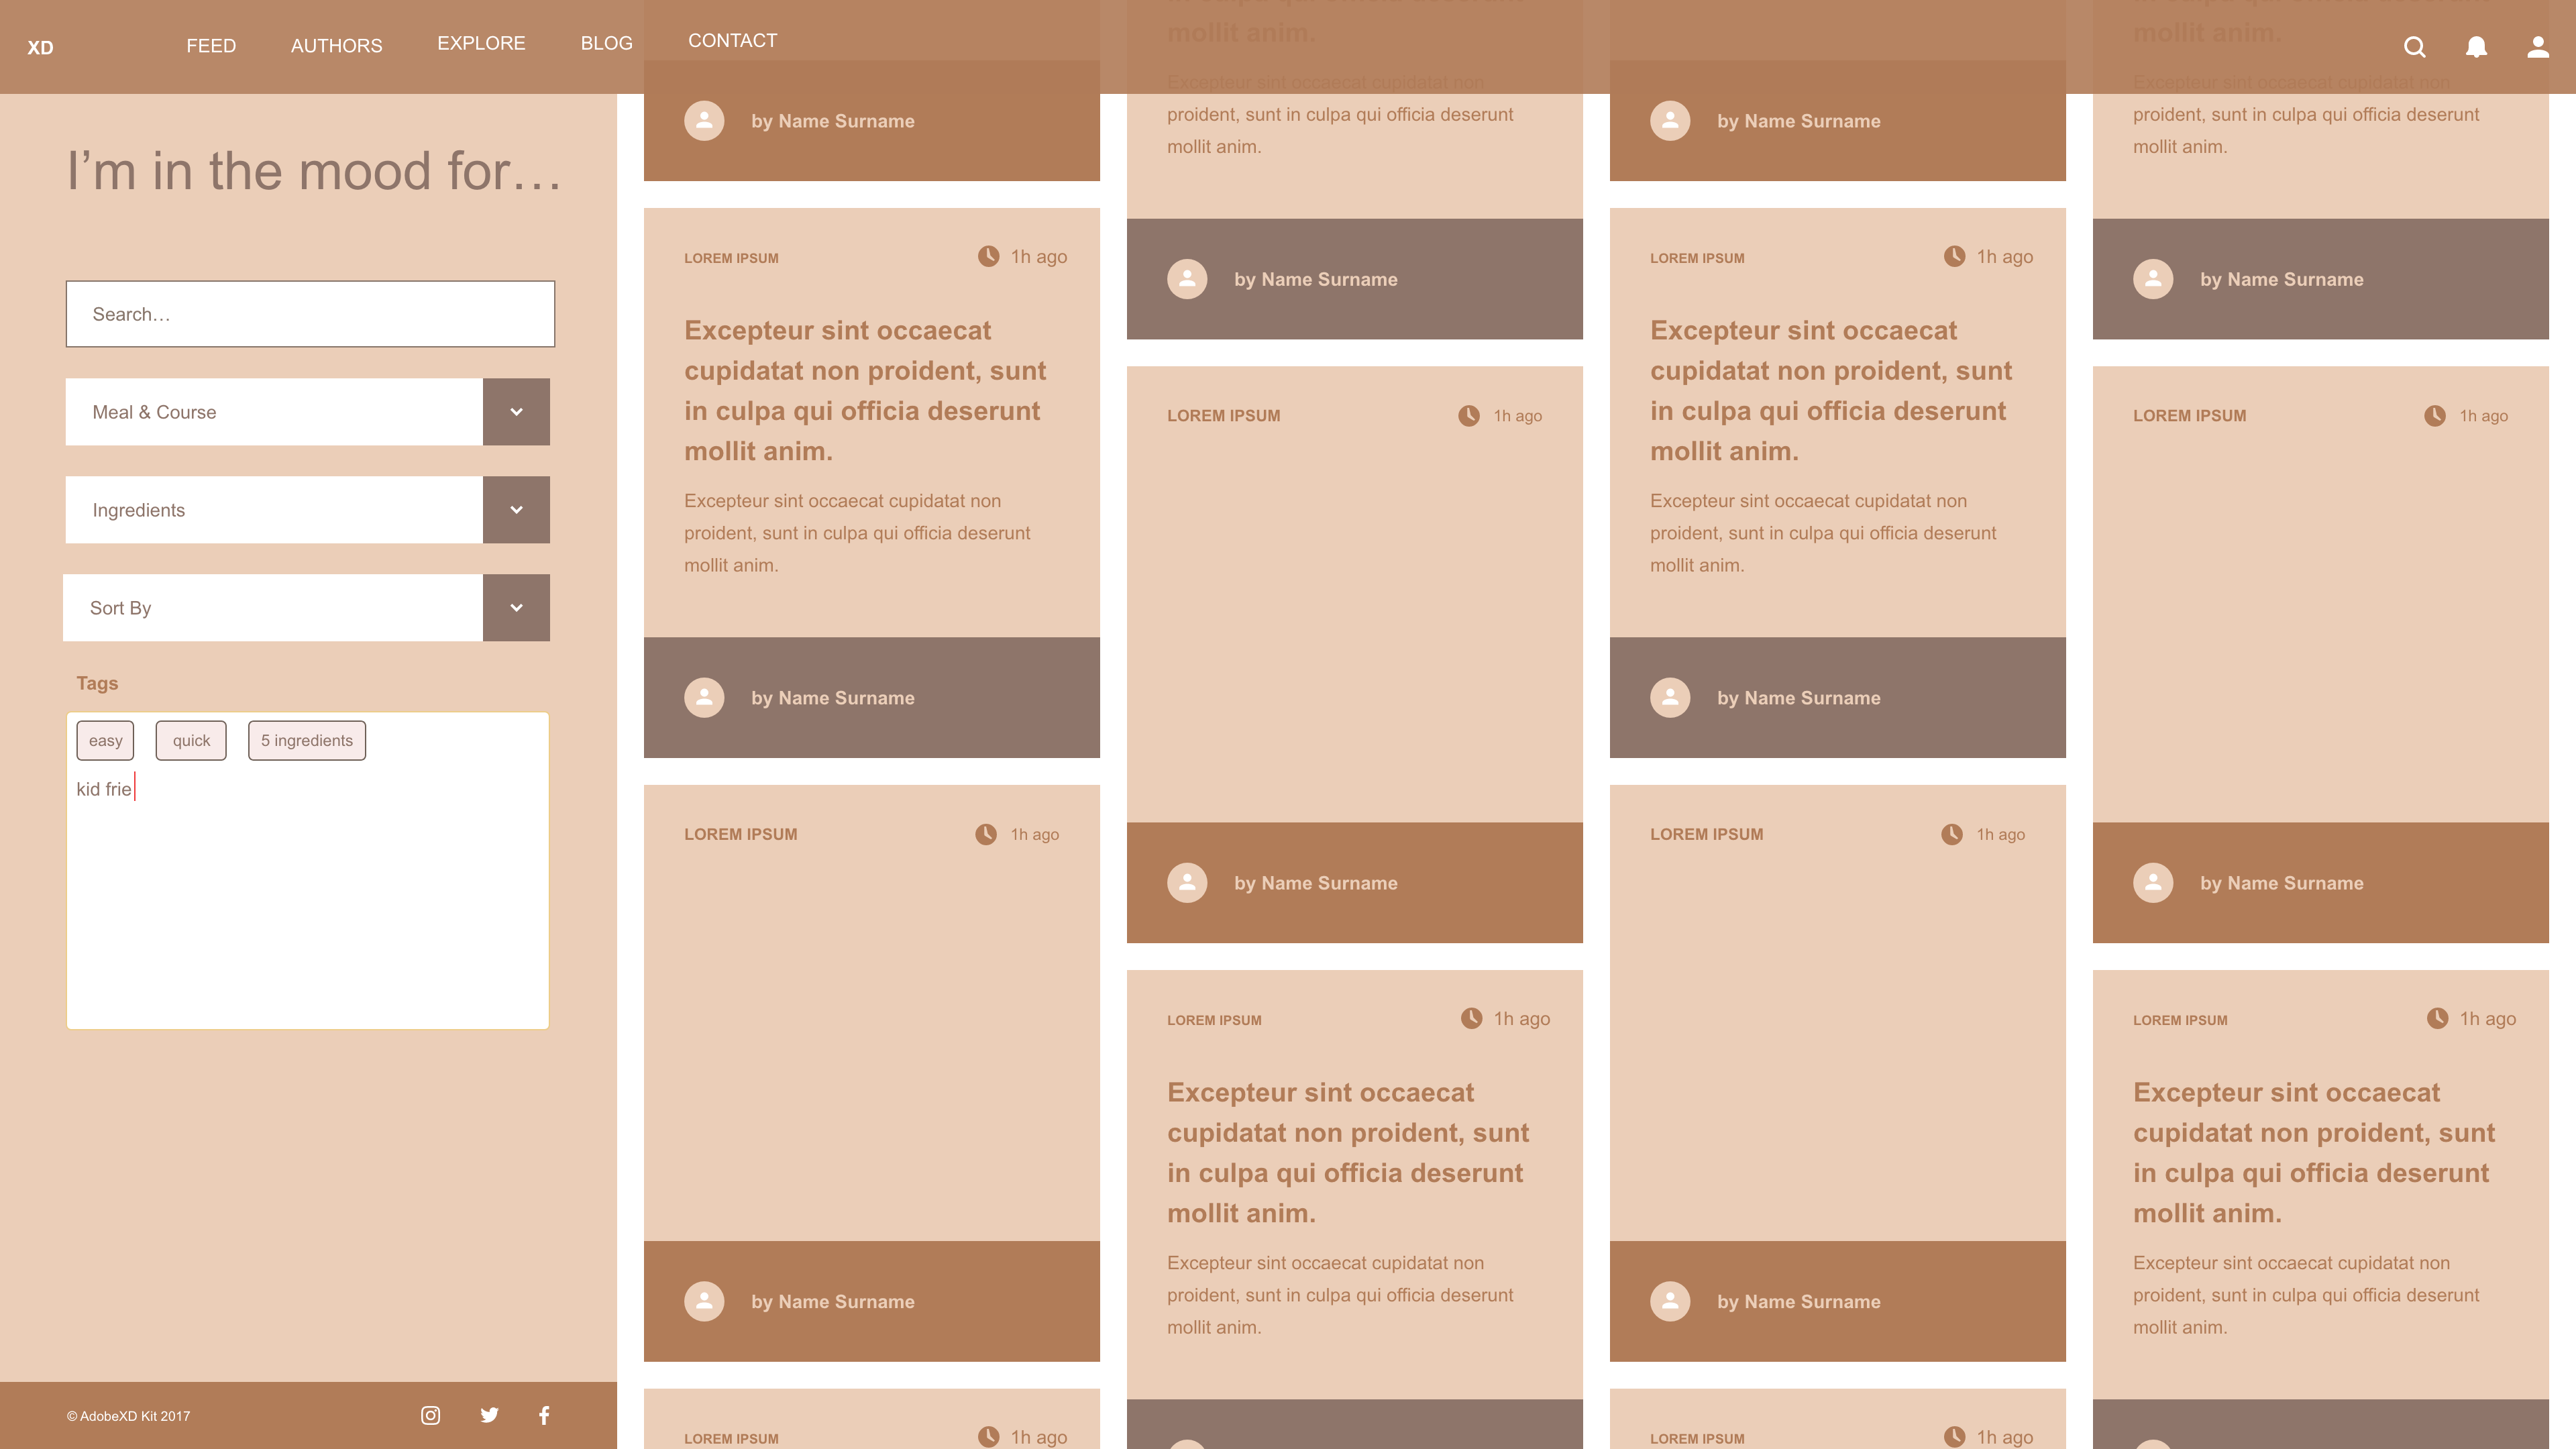 XD
FEED
AUTHORS
EXPLORE
BLOG
CONTACT
I’m in the mood for…
Search…
Meal & Course
Ingredients
Sort By
Tags
easy
quick
5 ingredients
kid frie
© AdobeXD Kit 2017
by Name Surname
LOREM IPSUM
1h ago
Excepteur sint occaecat
cupidatat non proident, sunt
in culpa qui officia deserunt
mollit anim.
Excepteur sint occaecat cupidatat non
proident, sunt in culpa qui officia deserunt
mollit anim.
by Name Surname
LOREM IPSUM
1h ago
by Name Surname
LOREM IPSUM
1h ago
mollit anim.
Excepteur sint occaecat cupidatat non
proident, sunt in culpa qui officia deserunt
mollit anim.
by Name Surname
LOREM IPSUM
1h ago
by Name Surname
LOREM IPSUM
1h ago
Excepteur sint occaecat
cupidatat non proident, sunt
in culpa qui officia deserunt
mollit anim.
Excepteur sint occaecat cupidatat non
proident, sunt in culpa qui officia deserunt
mollit anim.
by Name Surname
LOREM IPSUM
1h ago
Excepteur sint occaecat
cupidatat non proident, sunt
in culpa qui officia deserunt
mollit anim.
Excepteur sint occaecat cupidatat non
proident, sunt in culpa qui officia deserunt
mollit anim.
by Name Surname
LOREM IPSUM
1h ago
by Name Surname
LOREM IPSUM
1h ago
mollit anim.
Excepteur sint occaecat cupidatat non
proident, sunt in culpa qui officia deserunt
mollit anim.
by Name Surname
LOREM IPSUM
1h ago
by Name Surname
LOREM IPSUM
1h ago
Excepteur sint occaecat
cupidatat non proident, sunt
in culpa qui officia deserunt
mollit anim.
Excepteur sint occaecat cupidatat non
proident, sunt in culpa qui officia deserunt
mollit anim.